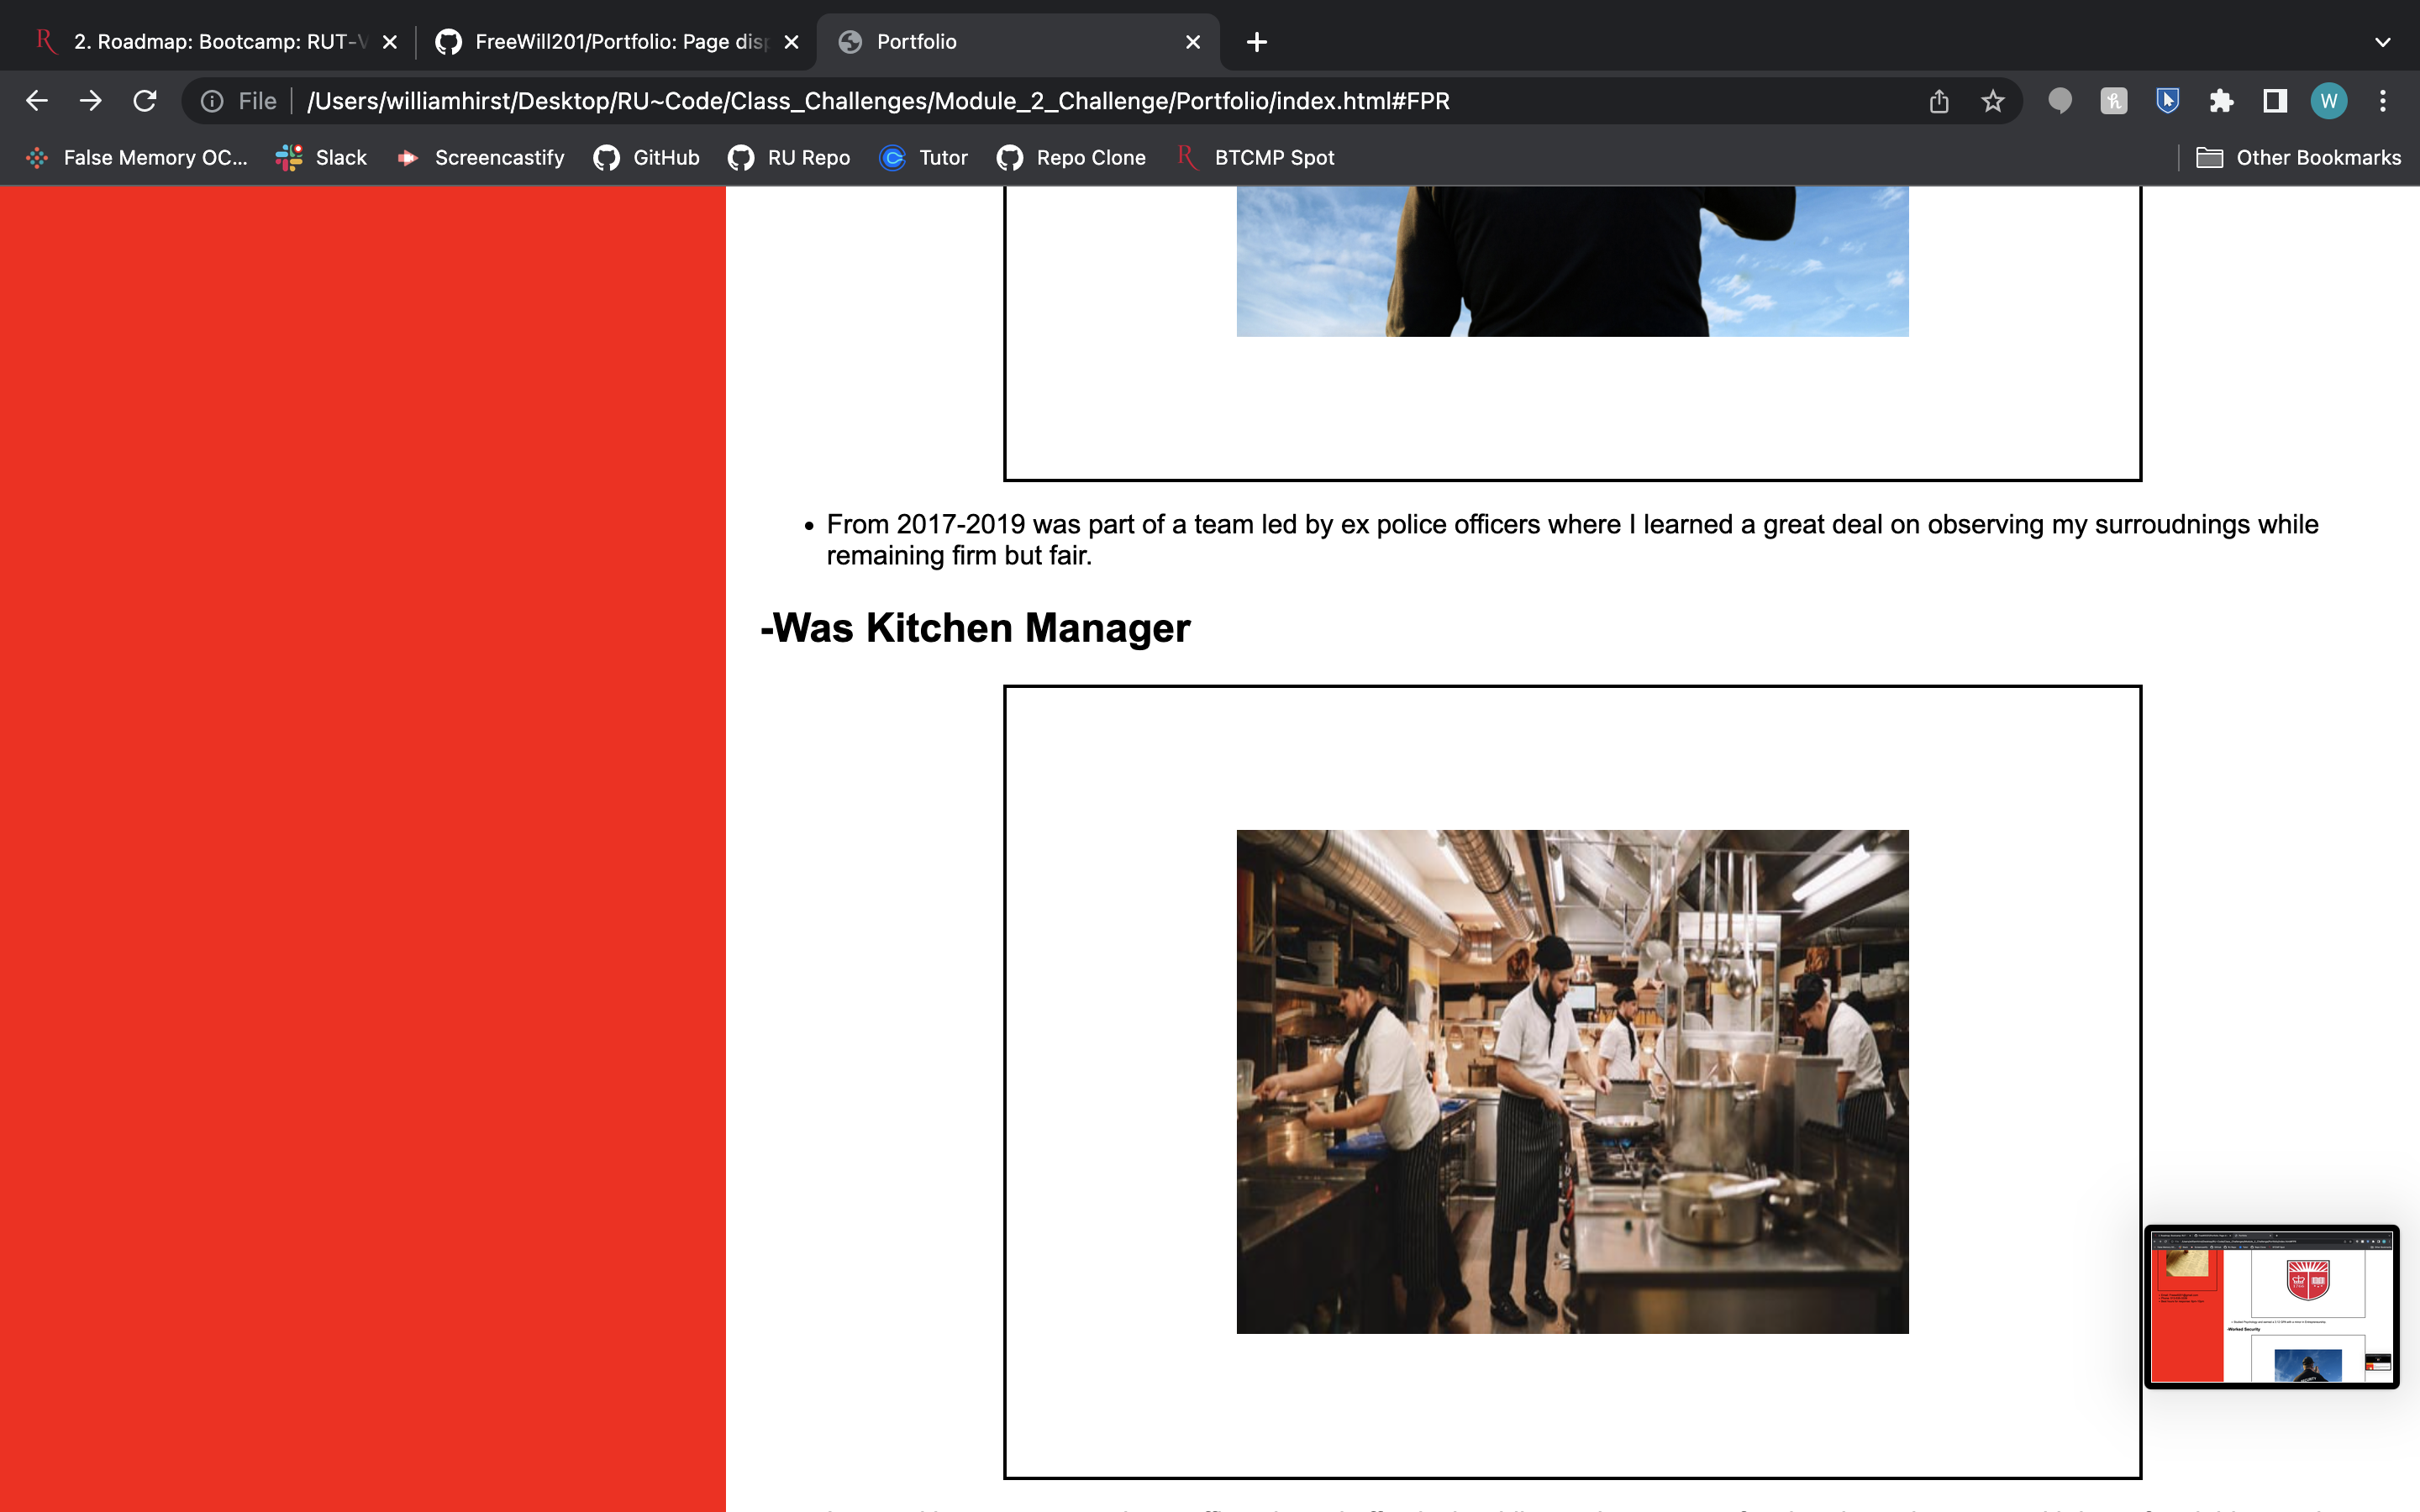 2. Roadmap: Bootcamp: RUT-V
FreeWill201/Portfolio: Page disp
Portfolio
File
/Users/williamhirst/Desktop/RU~Code/Class_Challenges/Module_2_Challenge/Portfolio/index.html#FPR
W
False Memory OC...
Slack
Screencastify
GitHub
RU Repo
Tutor
Repo Clone
BTCMP Spot
Other Bookmarks
• From 2017-2019 was part of a team led by ex police officers where I learned a great deal on observing my surroudnings while
remaining firm but fair.
-Was Kitchen Manager
-Worked Security